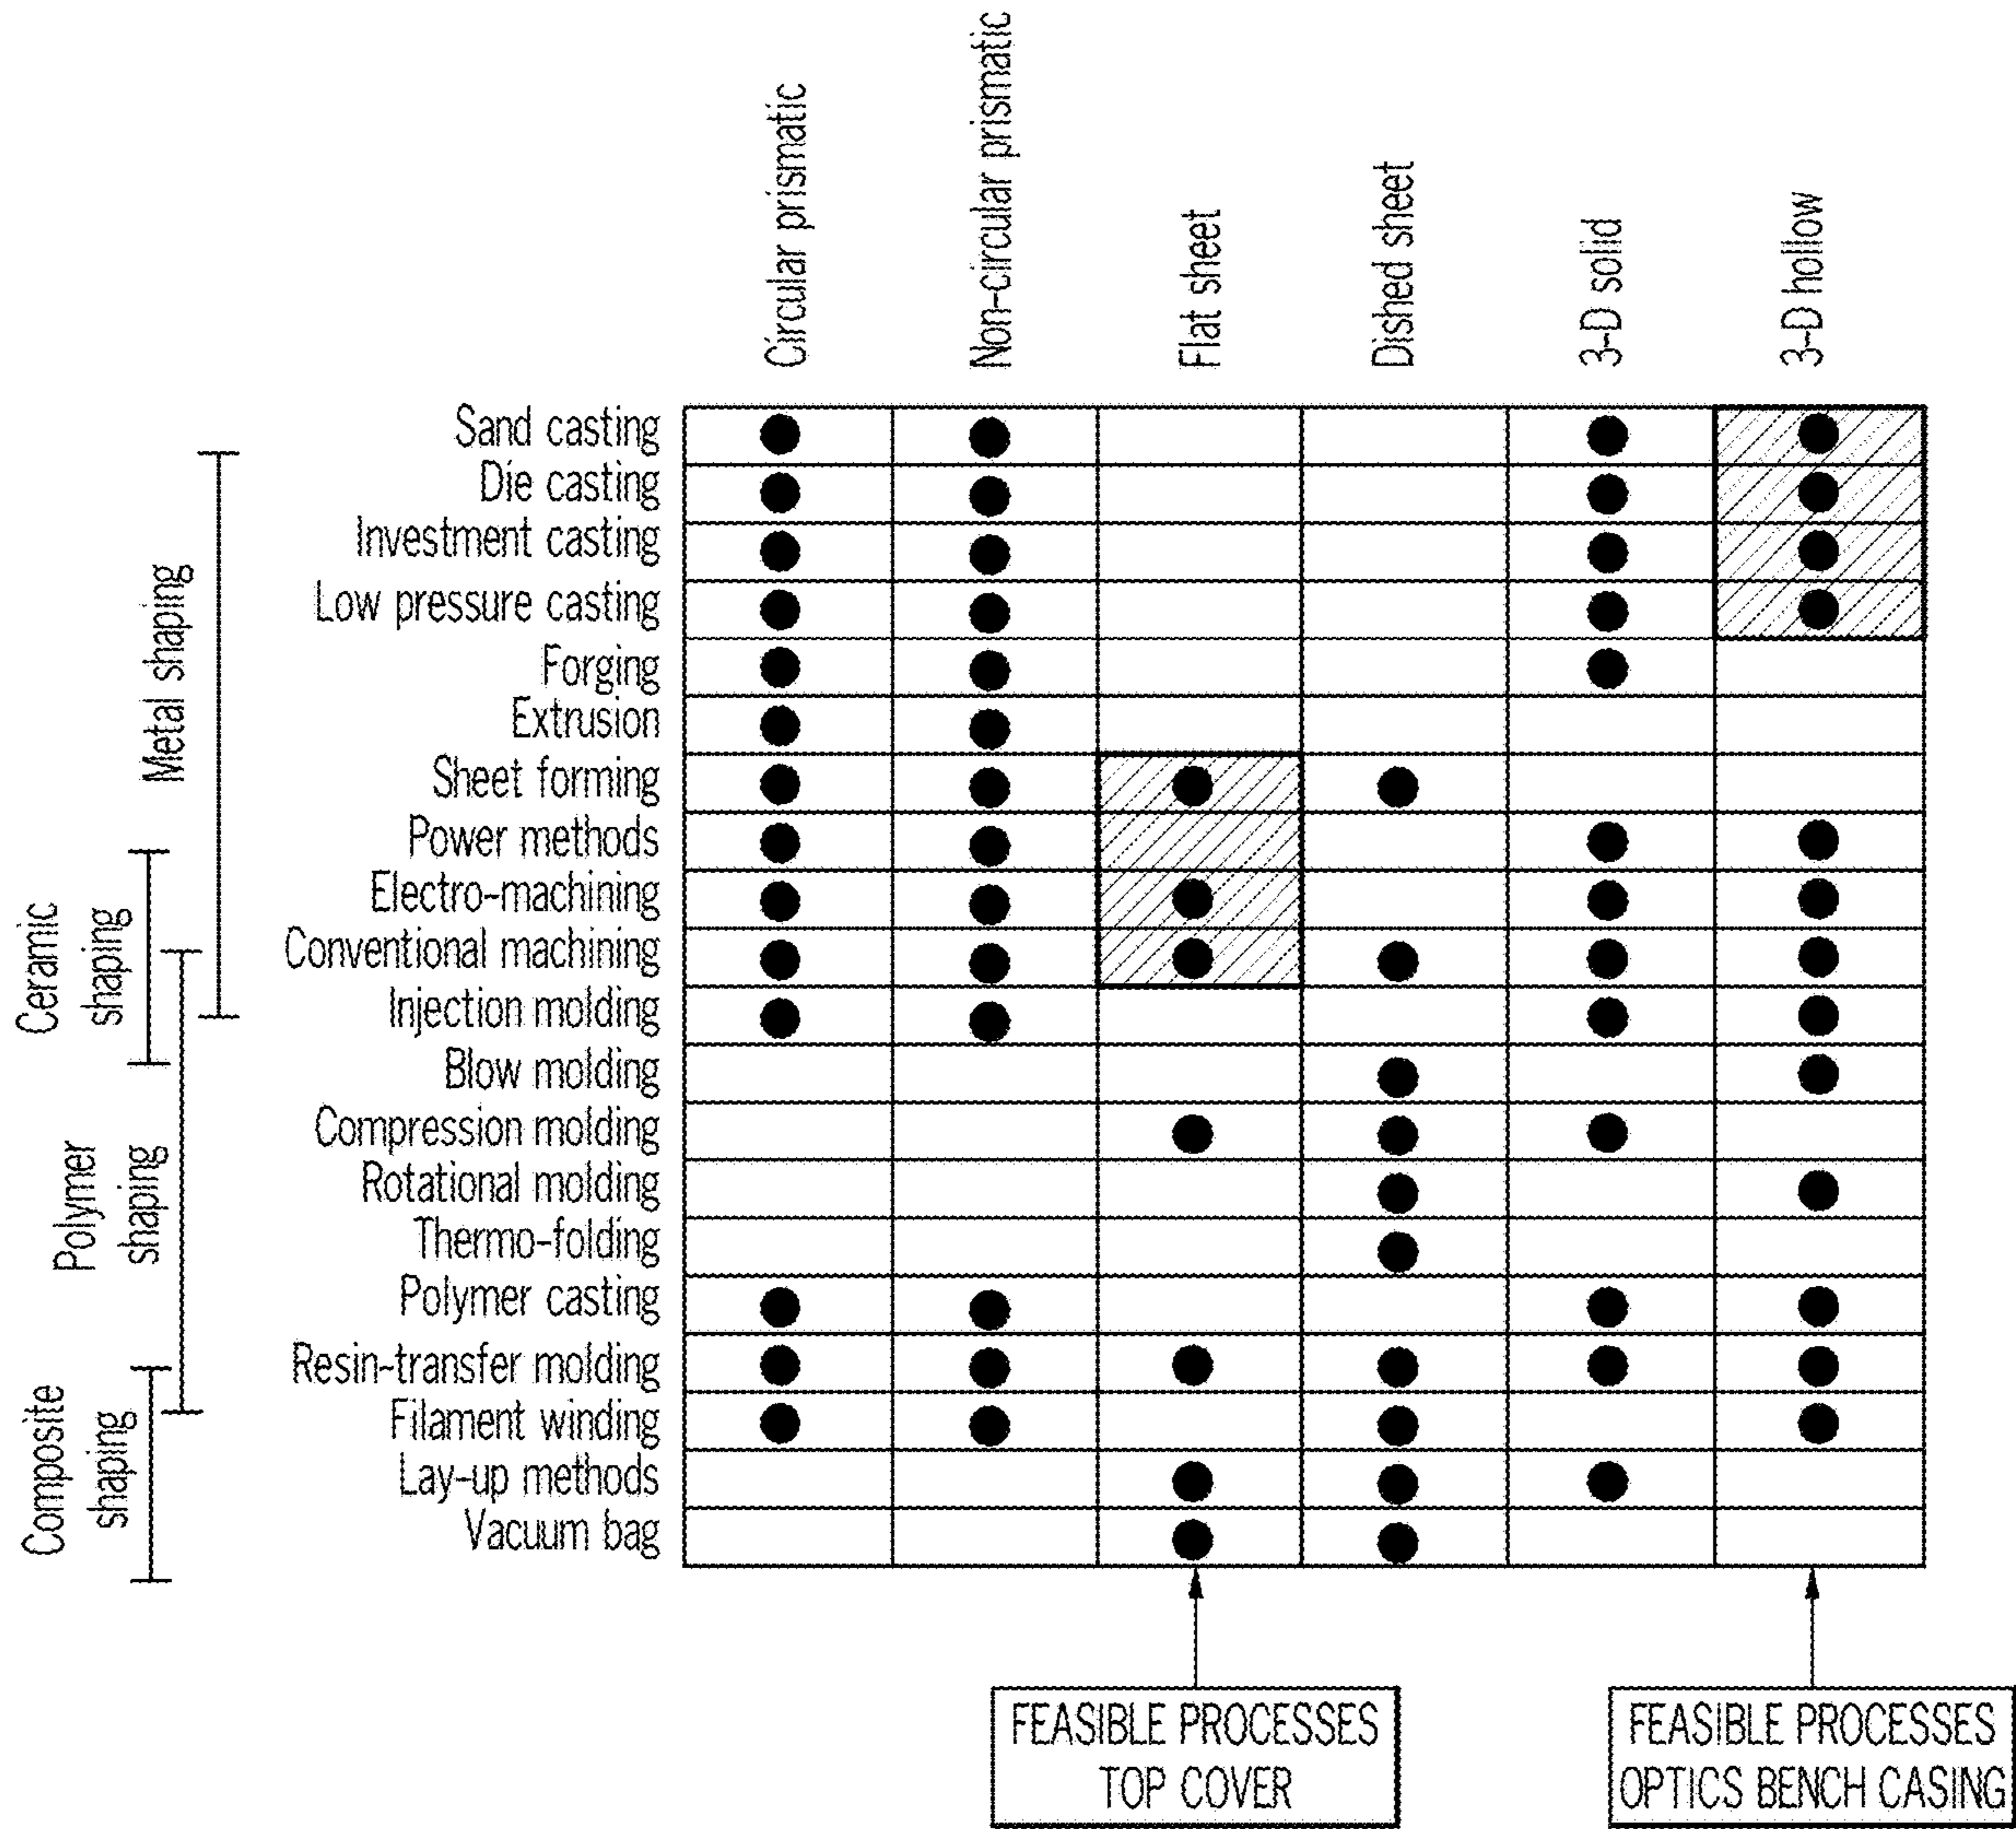 Circular prismatic
Non-circular prismatic
Flat sheet
Dished sheet
3-D solid
3-D hollow
Metal shaping
Ceramic
shaping
Polymer
shaping
Composite
shaping
Sand casting
Die casting
Investment casting
Low pressure casting
Forging
Extrusion
Sheet forming
Power methods
Electro-machining
Conventional machining
Injection molding
Blow molding
Compression molding
Rotational molding
Thermo-folding
Polymer casting
Resin-transfer molding
Filament winding
Lay-up methods
Vacuum bag
FEASIBLE PROCESSES
TOP COVER
FEASIBLE PROCESSES
OPTICS BENCH CASING